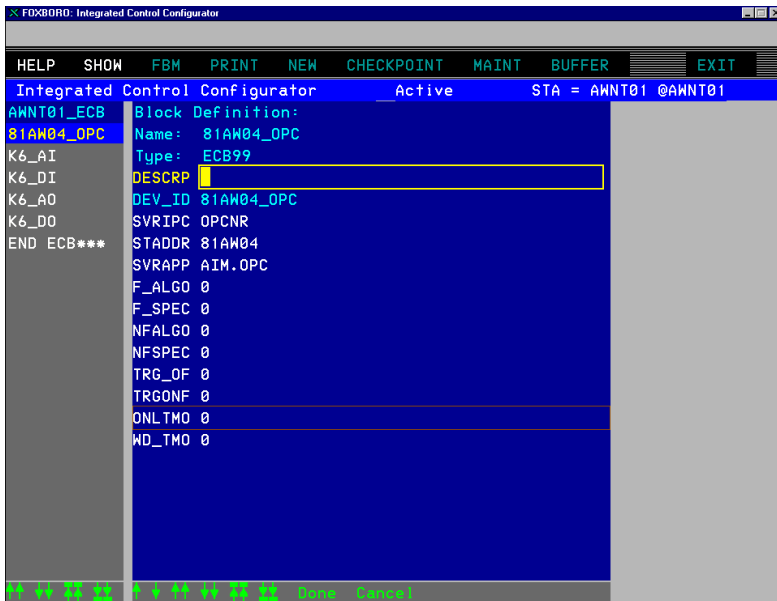 FOXBORO: Integrated Control Configurator
HELP SHOW FBM PRINT NEW CHECKPOINT MAINT BUFFER EXIT
Integrated Control Configurator Active STA = AWNT01 @AWNT01
AWNT01_ECB
81AW04_OPC
K6_AI
K6_DI
K6_AO
K6_DO
END ECB***
Block Definition:
Name: 81AW04_OPC
Type: ECB99
DESCRP
DEV_ID 81AW04_OPC
SVRIPC OPCNR
STADDR 81AW04
SVRAPP AIM.OPC
F_ALGO 0
F_SPEC 0
NFALGO 0
NFSPEC 0
TRG_OF 0
TRGONF 0
ONLTMO 0
WD_TMO 0
Done Cancel